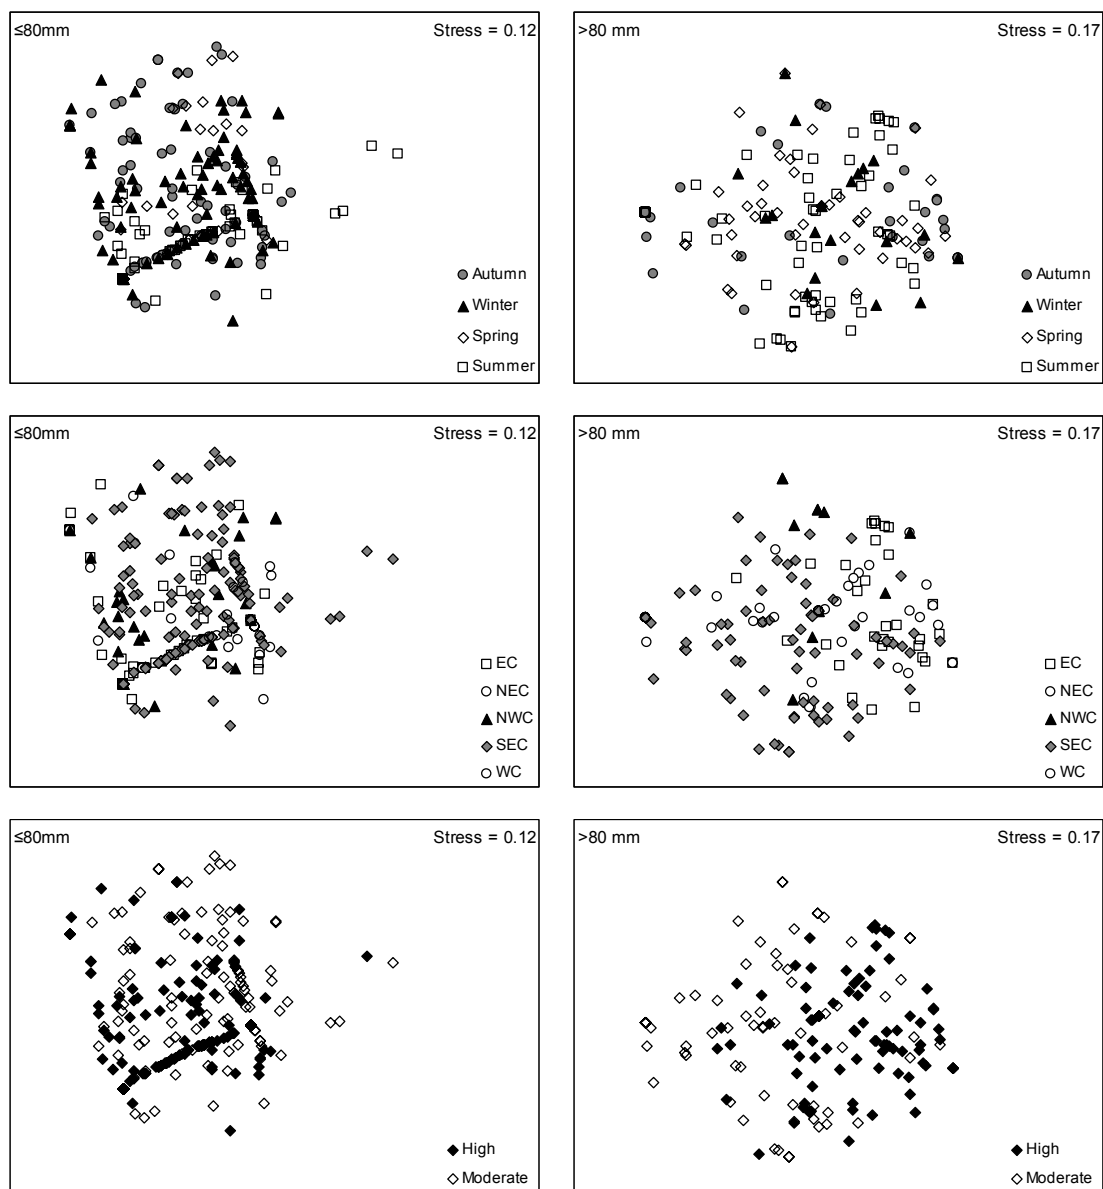 ≤80mm Stress = 0.12
>80 mm Stress = 0.17
Autumn
Winter
Spring
Summer
Autumn
Winter
Spring
Summer
≤80mm Stress = 0.12
>80 mm Stress = 0.17
EC
NEC
NWC
SEC
WC
EC
NEC
NWC
SEC
WC
≤80mm Stress = 0.12
>80 mm Stress = 0.17
High
Moderate
High
Moderate